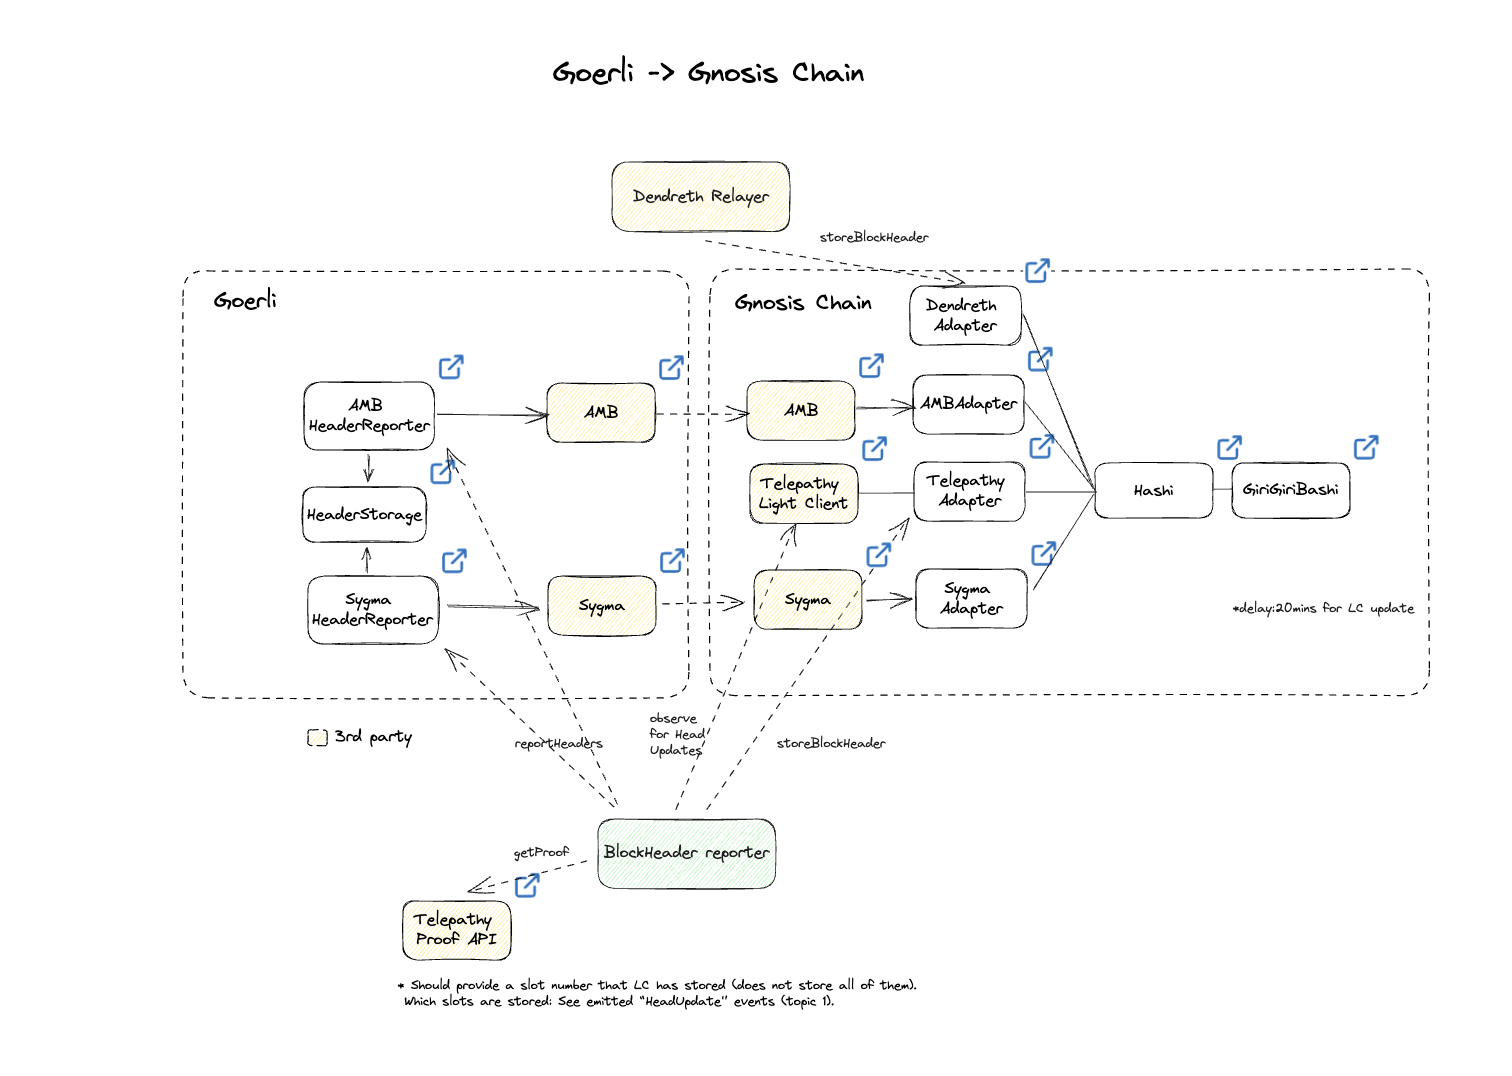 Goerli -> Gnosis Chain
Dendreth Relayer
storeBlockHeader
Goerli
Gnosis Chain
Dendreth
Adapter
AMB
HeaderReporter
AMB
AMB
AMBAdapter
HeaderStorage
Telepathy
Light Client
Telepathy
Adapter
Hashi
GiriGiriBashi
Sygma
HeaderReporter
Sygma
Sygma
Sygma
Adapter
*delay:20mins for LC update
3rd party
reportHeaders
observe
for Head
Updates
storeBlockHeader
BlockHeader reporter
getProof
Telepathy
Proof API
* Should provide a slot number that LC has stored (does not store all of them).
Which slots are stored: See emitted "HeadUpdate" events (topic 1).